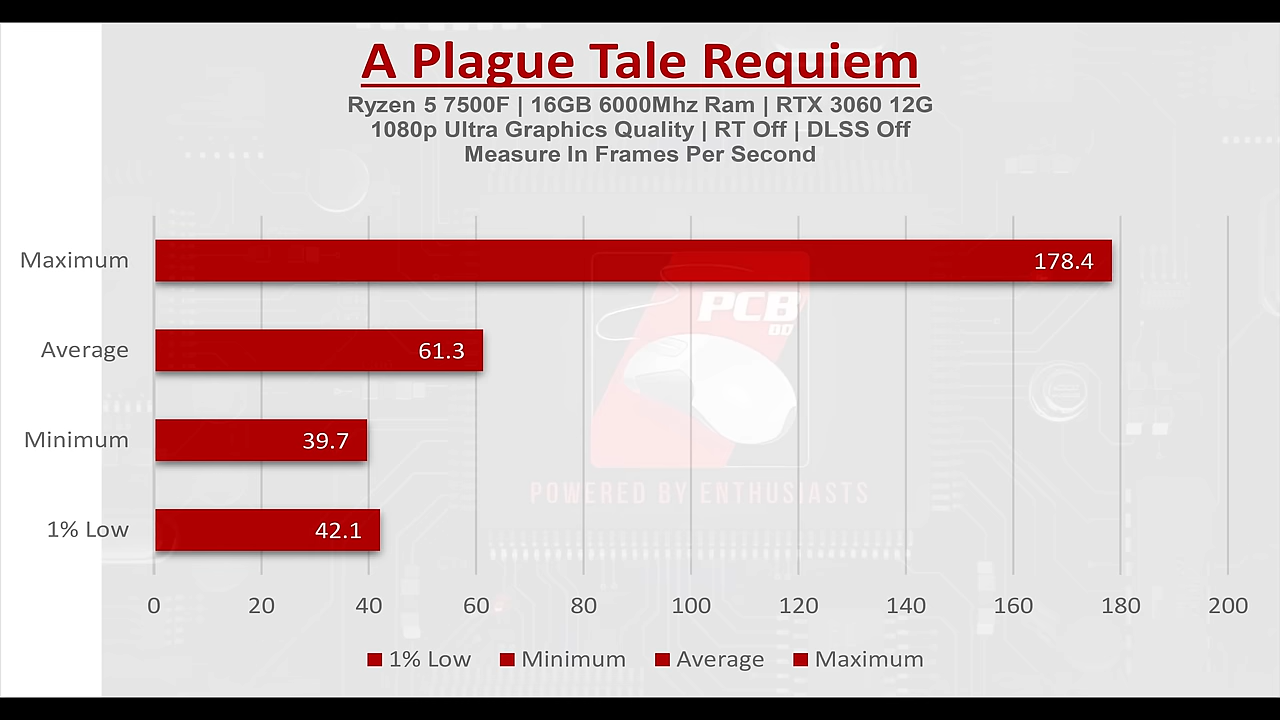 A Plague Tale Requiem
Ryzen 5 7500F | 16GB 6000Mhz Ram | RTX 3060 12G
1080p Ultra Graphics Quality | RT Off | DLSS Off
Measure In Frames Per Second
Maximum 178.4
PCB
Average 61.3
Minimum 39.7
POWERED BY ENTHUSIASTS
1% Low 42.1
0 20 40 60 80 100 120 140 160 180 200
1% Low Minimum Average Maximum